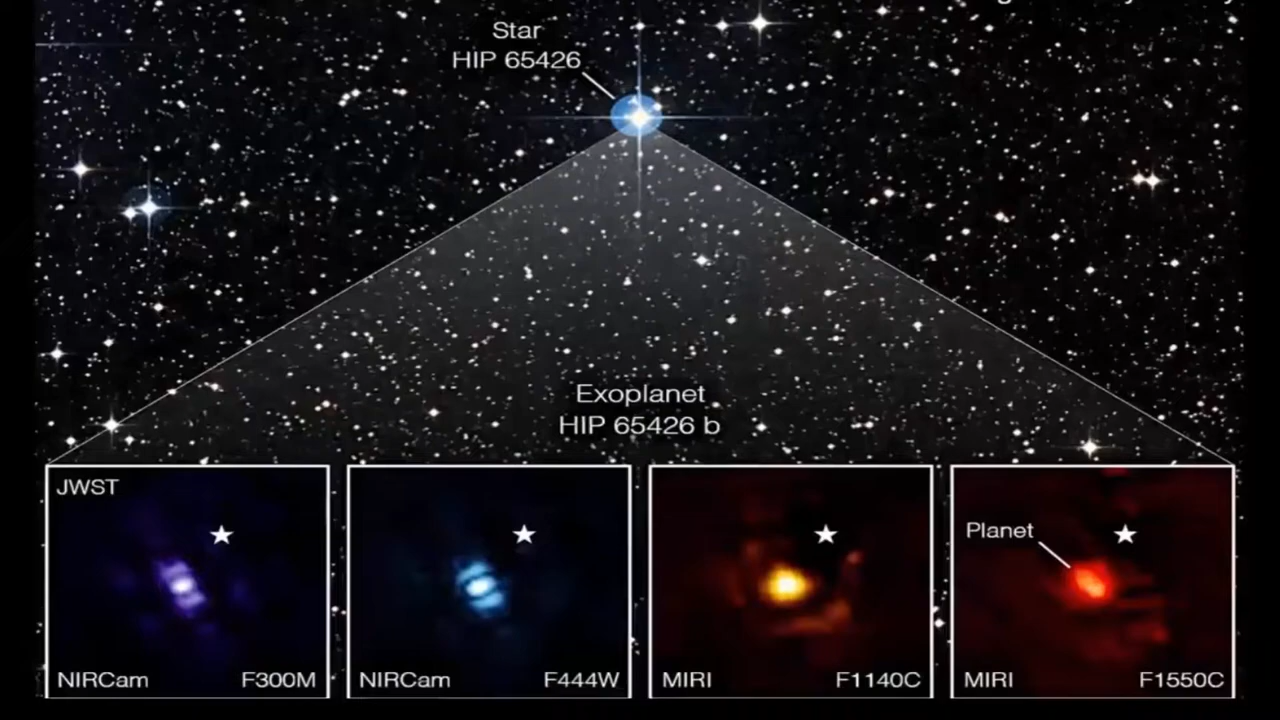 Star
HIP 65426
Exoplanet
HIP 65426 b
JWST
Planet
NIRCam F300M
NIRCam F444W
MIRI F1140C
MIRI F1550C